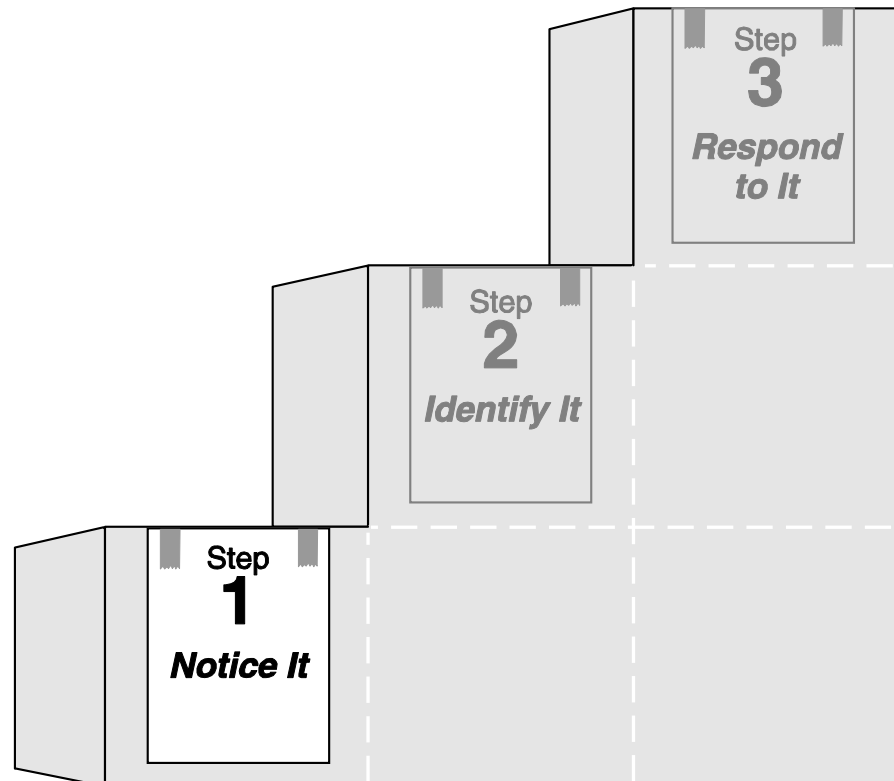 Step
3
Respond
to It
Step
2
Identify It
Step
1
Notice It